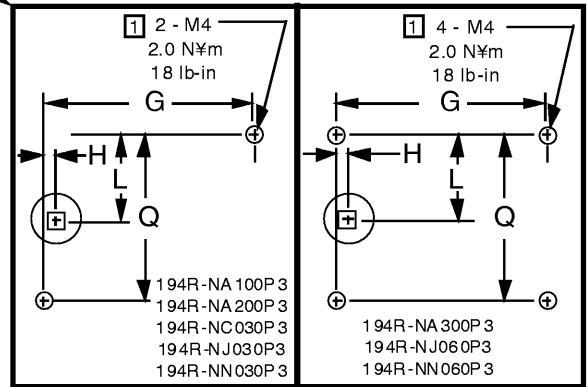 1 2 - M4
2.0 N¥m
18 lb-in
G
H
L
Q
194R-NA100P3
194R-NA200P3
194R-NC030P3
194R-NJ030P3
194R-NN030P3
1 4 - M4
2.0 N¥m
18 lb-in
G
H
L
Q
194R-NA300P3
194R-NJ060P3
194R-NN060P3